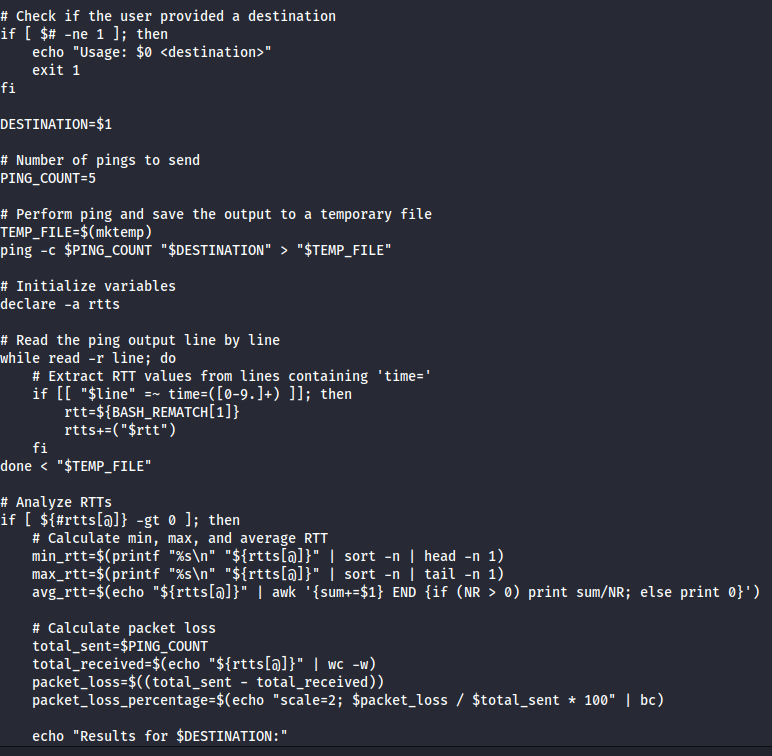 # Check if the user provided a destination
if [ $# -ne 1 ]; then
    echo "Usage: $0 <destination>"
    exit 1
fi

DESTINATION=$1

# Number of pings to send
PING_COUNT=5

# Perform ping and save the output to a temporary file
TEMP_FILE=$(mktemp)
ping -c $PING_COUNT "$DESTINATION" > "$TEMP_FILE"

# Initialize variables
declare -a rtts

# Read the ping output line by line
while read -r line; do
    # Extract RTT values from lines containing 'time='
    if [[ "$line" =~ time=([0-9.]+) ]]; then
        rtt=${BASH_REMATCH[1]}
        rtts+=("$rtt")
    fi
done < "$TEMP_FILE"

# Analyze RTTs
if [ ${#rtts[@]} -gt 0 ]; then
    # Calculate min, max, and average RTT
    min_rtt=$(printf "%s\n" "${rtts[@]}" | sort -n | head -n 1)
    max_rtt=$(printf "%s\n" "${rtts[@]}" | sort -n | tail -n 1)
    avg_rtt=$(echo "${rtts[@]}" | awk '{sum+=$1} END {if (NR > 0) print sum/NR; else print 0}')

    # Calculate packet loss
    total_sent=$PING_COUNT
    total_received=$(echo "${rtts[@]}" | wc -w)
    packet_loss=$((total_sent - total_received))
    packet_loss_percentage=$(echo "scale=2; $packet_loss / $total_sent * 100" | bc)

    echo "Results for $DESTINATION:"